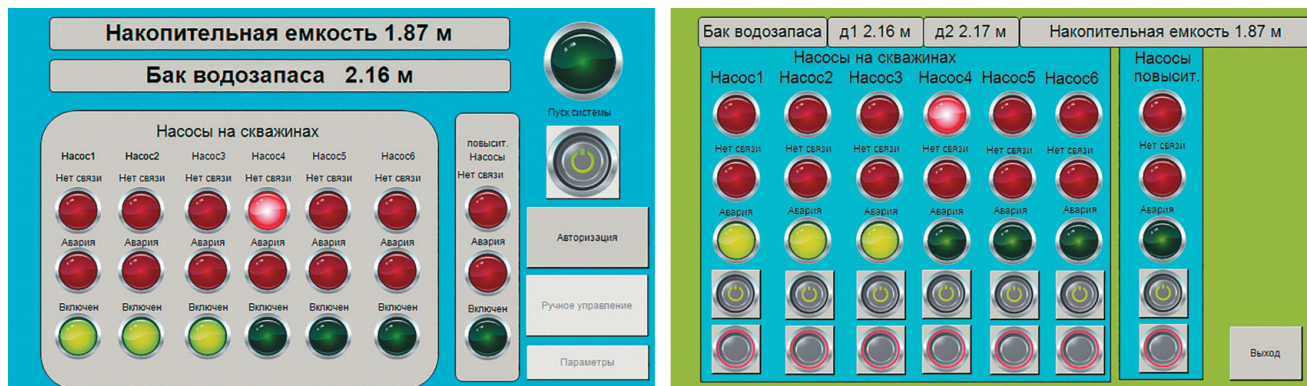 Накопительная емкость 1.87 м
Бак водозапаса 2.16 м
Пуск системы
Насосы на скважинах
Насос1 Насос2 Насос3 Насос4 Насос5 Насос6
Нет связи Нет связи Нет связи Нет связи Нет связи Нет связи
Авария Авария Авария Авария Авария Авария
Включен Включен Включен Включен Включен Включен
повысит.
Насосы
Нет связи
Авария
Включен
Авторизация
Ручное управление
Параметры
Бак водозапаса д1 2.16 м д2 2.17 м Накопительная емкость 1.87 м
Насосы на скважинах
Насос1 Насос2 Насос3 Насос4 Насос5 Насос6
Нет связи Нет связи Нет связи Нет связи Нет связи Нет связи
Авария Авария Авария Авария Авария Авария
Насосы
повысит.
Нет связи
Авария
Выход